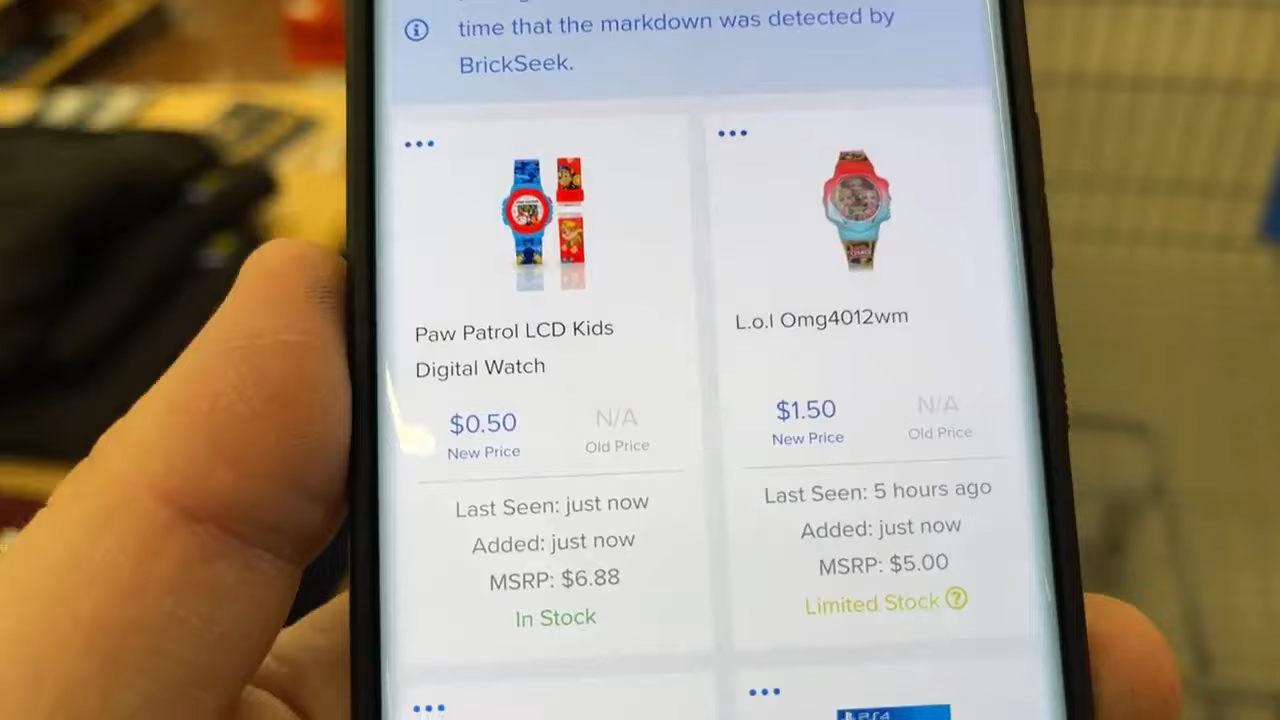 time that the markdown was detected by
BrickSeek.
Paw Patrol LCD Kids
Digital Watch
$0.50
New Price
N/A
Old Price
Last Seen: just now
Added: just now
MSRP: $6.88
In Stock
L.o.l Omg4012wm
$1.50
New Price
N/A
Old Price
Last Seen: 5 hours ago
Added: just now
MSRP: $5.00
Limited Stock
PS4